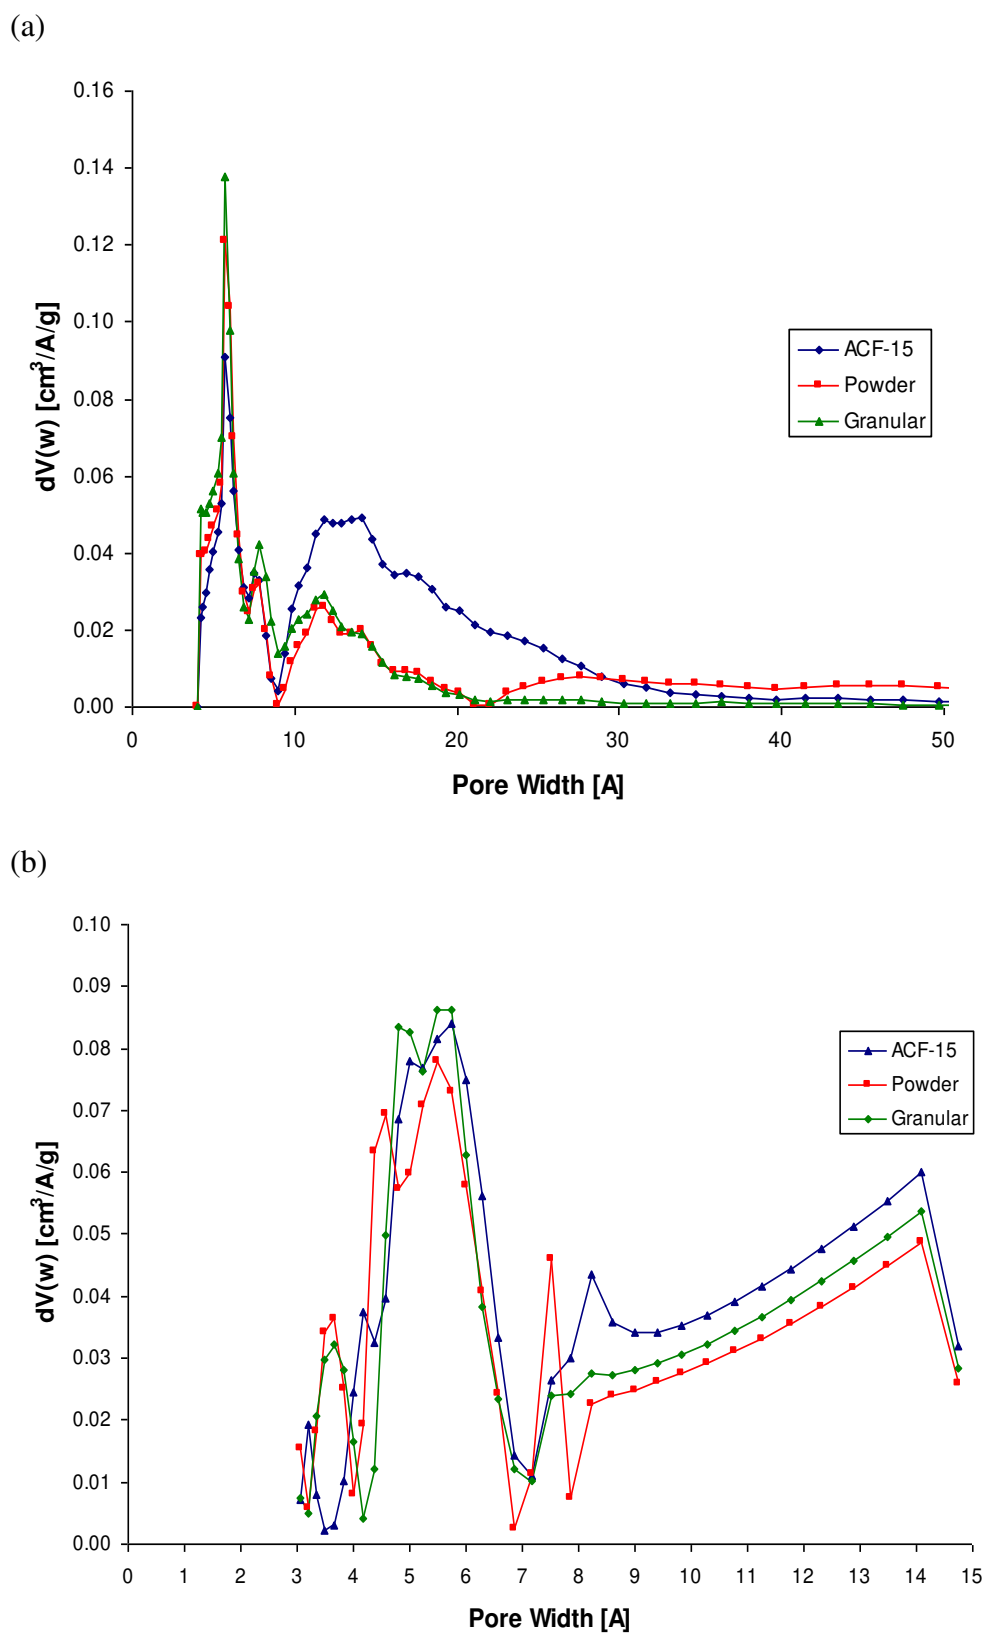 (a)
0.16
0.14
0.12
0.10
0.08
0.06
0.04
0.02
0.00
dV(w) [cm³/A/g]
0 10 20 30 40 50
Pore Width [A]
ACF-15
Powder
Granular
(b)
0.10
0.09
0.08
0.07
0.06
0.05
0.04
0.03
0.02
0.01
0.00
dV(w) [cm³/A/g]
0 1 2 3 4 5 6 7 8 9 10 11 12 13 14 15
Pore Width [A]
ACF-15
Powder
Granular